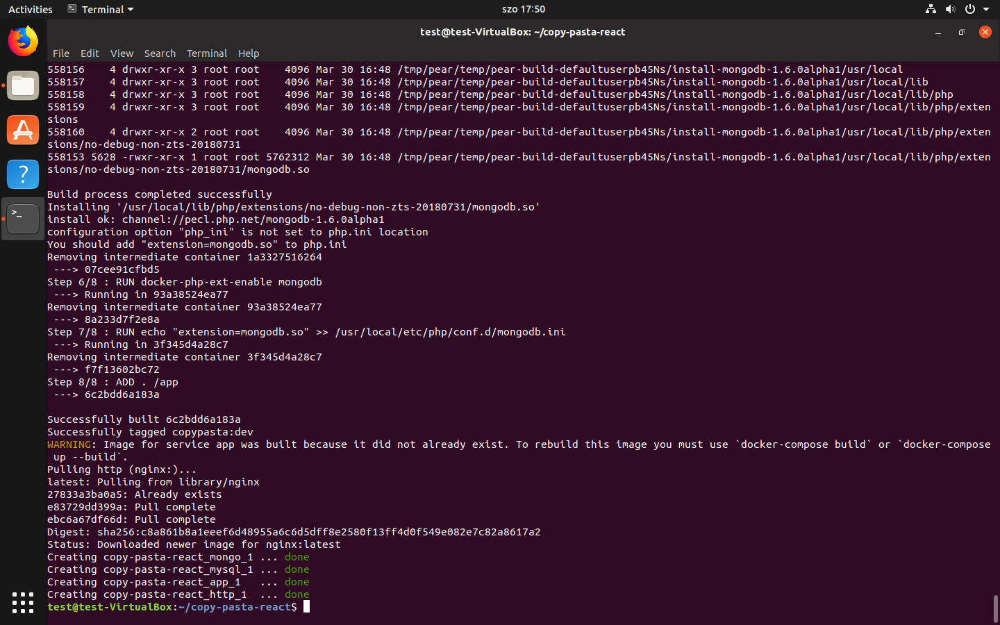 Activities Terminal szo 17:50
test@test-VirtualBox: ~/copy-pasta-react
File Edit View Search Terminal Help
558156    4 drwxr-xr-x 3 root root    4096 Mar 30 16:48 /tmp/pear/temp/pear-build-defaultuserpb45Ns/install-mongodb-1.6.0alpha1/usr/local
558157    4 drwxr-xr-x 3 root root    4096 Mar 30 16:48 /tmp/pear/temp/pear-build-defaultuserpb45Ns/install-mongodb-1.6.0alpha1/usr/local/lib
558158    4 drwxr-xr-x 3 root root    4096 Mar 30 16:48 /tmp/pear/temp/pear-build-defaultuserpb45Ns/install-mongodb-1.6.0alpha1/usr/local/lib/php
558159    4 drwxr-xr-x 3 root root    4096 Mar 30 16:48 /tmp/pear/temp/pear-build-defaultuserpb45Ns/install-mongodb-1.6.0alpha1/usr/local/lib/php/exten
sions
558160    4 drwxr-xr-x 2 root root    4096 Mar 30 16:48 /tmp/pear/temp/pear-build-defaultuserpb45Ns/install-mongodb-1.6.0alpha1/usr/local/lib/php/exten
sions/no-debug-non-zts-20180731
558153 5628 -rwxr-xr-x 1 root root 5762312 Mar 30 16:48 /tmp/pear/temp/pear-build-defaultuserpb45Ns/install-mongodb-1.6.0alpha1/usr/local/lib/php/exten
sions/no-debug-non-zts-20180731/mongodb.so
Build process completed successfully
Installing '/usr/local/lib/php/extensions/no-debug-non-zts-20180731/mongodb.so'
install ok: channel://pecl.php.net/mongodb-1.6.0alpha1
configuration option "php_ini" is not set to php.ini location
You should add "extension=mongodb.so" to php.ini
Removing intermediate container 1a3327516264
 ---> 07cee91cfbd5
Step 6/8 : RUN docker-php-ext-enable mongodb
 ---> Running in 93a38524ea77
Removing intermediate container 93a38524ea77
 ---> 8a233d7f2e8a
Step 7/8 : RUN echo "extension=mongodb.so" >> /usr/local/etc/php/conf.d/mongodb.ini
 ---> Running in 3f345d4a28c7
Removing intermediate container 3f345d4a28c7
 ---> f7f13602bc72
Step 8/8 : ADD . /app
 ---> 6c2bdd6a183a
Successfully built 6c2bdd6a183a
Successfully tagged copypasta:dev
WARNING: Image for service app was built because it did not already exist. To rebuild this image you must use `docker-compose build` or `docker-compose
 up --build`.
Pulling http (nginx:)...
latest: Pulling from library/nginx
27833a3ba0a5: Already exists
e83729dd399a: Pull complete
ebc6a67df66d: Pull complete
Digest: sha256:c8a861b8a1eeef6d48955a6c6d5dff8e2580f13ff4d0f549e082e7c82a8617a2
Status: Downloaded newer image for nginx:latest
Creating copy-pasta-react_mongo_1 ... done
Creating copy-pasta-react_mysql_1 ... done
Creating copy-pasta-react_app_1   ... done
Creating copy-pasta-react_http_1  ... done
test@test-VirtualBox:~/copy-pasta-react$